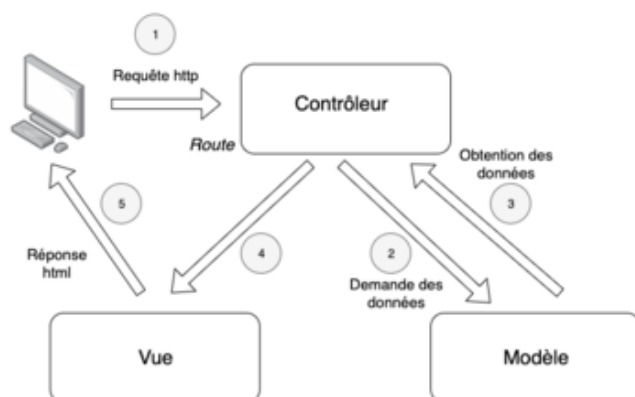 1
Requête http
Contrôleur
Route
Obtention des
données
3
5
Réponse
html
4
2
Demande des
données
Vue
Modèle